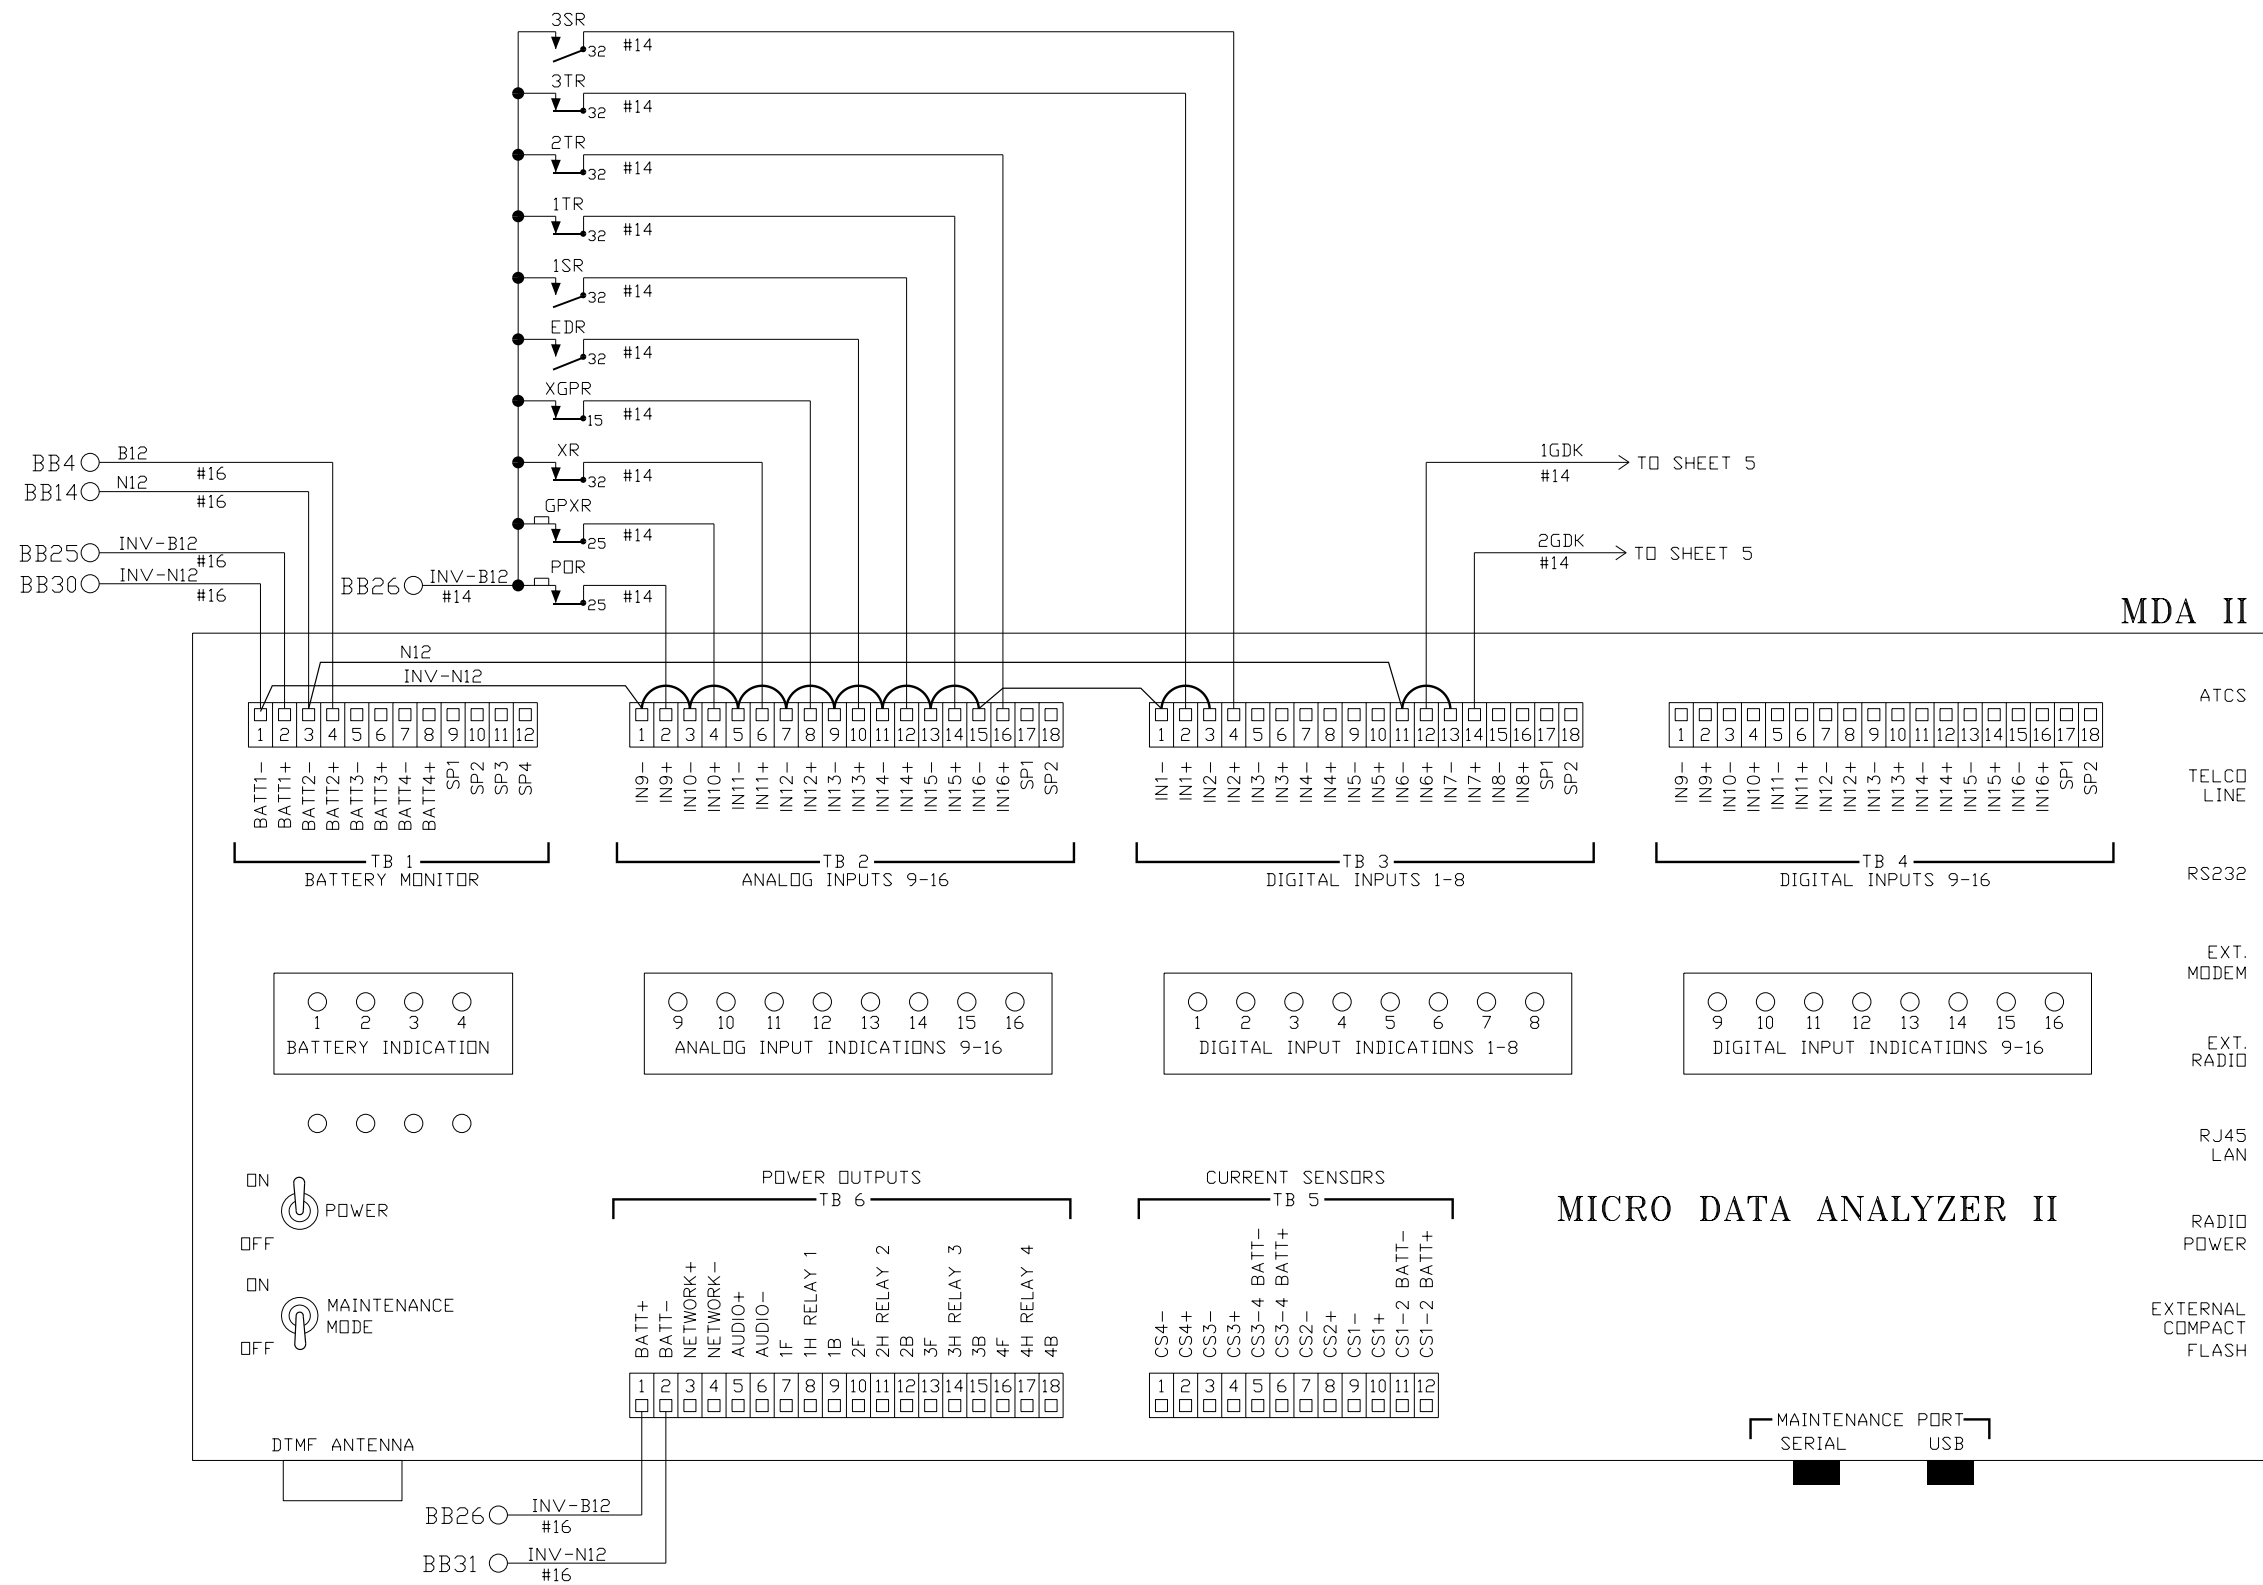 3SR
32 #14
3TR
32 #14
2TR
32 #14
1TR
32 #14
1SR
32 #14
EDR
32 #14
XGPR
15 #14
XR
32 #14
GPXR
25 #14
POR
25 #14
BB4 B12
#16
BB14 N12
#16
BB25 INV-B12
#16
BB30 INV-N12
#16
BB26 INV-B12
#14
1GDK
#14
TO SHEET 5
2GDK
#14
TO SHEET 5
MDA II
N12
INV-N12
1 2 3 4 5 6 7 8 9 10 11 12
BATT1- BATT1+ BATT2- BATT2+ BATT3- BATT3+ BATT4- BATT4+ SP1 SP2 SP3 SP4
TB 1
BATTERY MONITOR
1 2 3 4 5 6 7 8 9 10 11 12 13 14 15 16 17 18
IN9- IN9+ IN10- IN10+ IN11- IN11+ IN12- IN12+ IN13- IN13+ IN14- IN14+ IN15- IN15+ IN16- IN16+ SP1 SP2
TB 2
ANALOG INPUTS 9-16
1 2 3 4 5 6 7 8 9 10 11 12 13 14 15 16 17 18
IN1- IN1+ IN2- IN2+ IN3- IN3+ IN4- IN4+ IN5- IN5+ IN6- IN6+ IN7- IN7+ IN8- IN8+ SP1 SP2
TB 3
DIGITAL INPUTS 1-8
1 2 3 4 5 6 7 8 9 10 11 12 13 14 15 16 17 18
IN9- IN9+ IN10- IN10+ IN11- IN11+ IN12- IN12+ IN13- IN13+ IN14- IN14+ IN15- IN15+ IN16- IN16+ SP1 SP2
TB 4
DIGITAL INPUTS 9-16
ATCS
TELCO
LINE
RS232
EXT.
MODEM
EXT.
RADIO
RJ45
LAN
RADIO
POWER
EXTERNAL
COMPACT
FLASH
1 2 3 4
BATTERY INDICATION
9 10 11 12 13 14 15 16
ANALOG INPUT INDICATIONS 9-16
1 2 3 4 5 6 7 8
DIGITAL INPUT INDICATIONS 1-8
9 10 11 12 13 14 15 16
DIGITAL INPUT INDICATIONS 9-16
ON
POWER
OFF
ON
MAINTENANCE
MODE
OFF
POWER OUTPUTS
TB 6
BATT+ BATT- NETWORK+ NETWORK- AUDIO+ AUDIO- 1F 1H RELAY 1 1B 2F 2H RELAY 2 2B 3F 3H RELAY 3 3B 4F 4H RELAY 4 4B
1 2 3 4 5 6 7 8 9 10 11 12 13 14 15 16 17 18
CURRENT SENSORS
TB 5
CS4- CS4+ CS3- CS3+ CS3-4 BATT- CS3-4 BATT+ CS2- CS2+ CS1- CS1+ CS1-2 BATT- CS1-2 BATT+
1 2 3 4 5 6 7 8 9 10 11 12
MICRO DATA ANALYZER II
MAINTENANCE PORT
SERIAL USB
DTMF ANTENNA
BB26 INV-B12
#16
BB31 INV-N12
#16